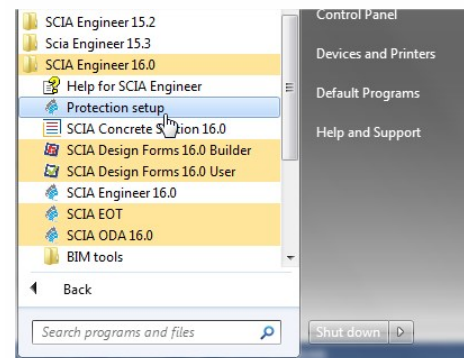 SCIA Engineer 15.2
Scia Engineer 15.3
SCIA Engineer 16.0
Help for SCIA Engineer
Protection setup
SCIA Concrete Section 16.0
SCIA Design Forms 16.0 Builder
SCIA Design Forms 16.0 User
SCIA Engineer 16.0
SCIA EOT
SCIA ODA 16.0
BIM tools
Back
Search programs and files
Control Panel
Devices and Printers
Default Programs
Help and Support
Shut down